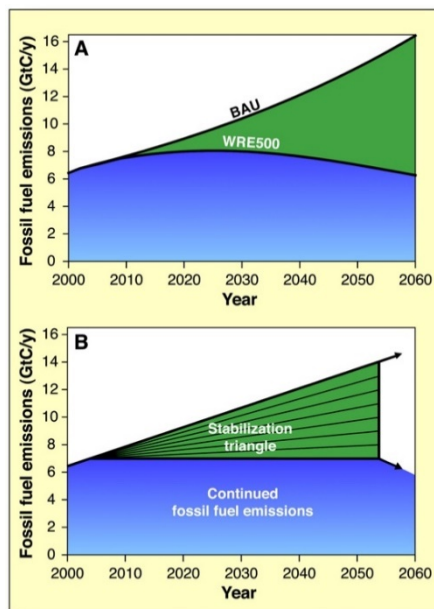 A
Fossil fuel emissions (GtC/y)
16
14
12
10
8
6
4
2
0
BAU
WRE500
2000 2010 2020 2030 2040 2050 2060
Year
B
Fossil fuel emissions (GtC/y)
16
14
12
10
8
6
4
2
0
Stabilization
triangle
Continued
fossil fuel emissions
2000 2010 2020 2030 2040 2050 2060
Year